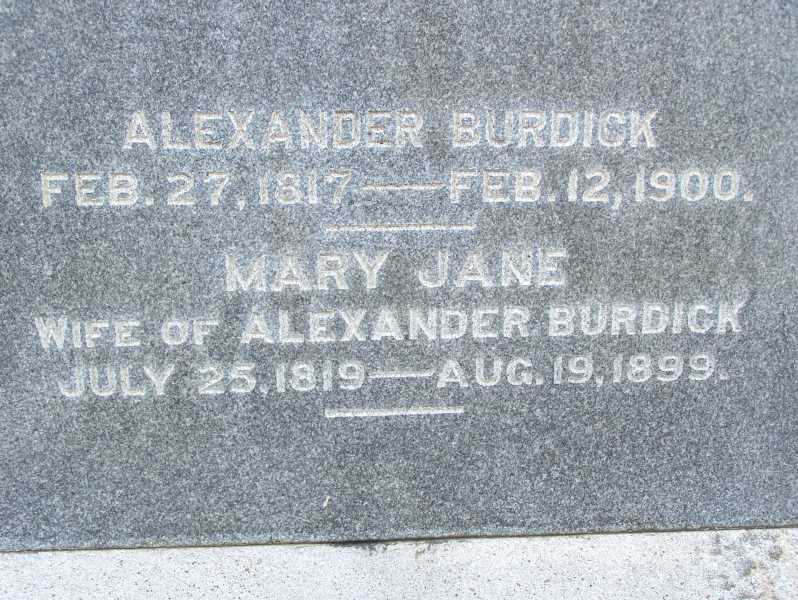 ALEXANDER BURDICK
FEB. 27, 1817 — FEB. 12, 1900.
MARY JANE
WIFE OF ALEXANDER BURDICK
JULY 25, 1819 — AUG. 19, 1899.